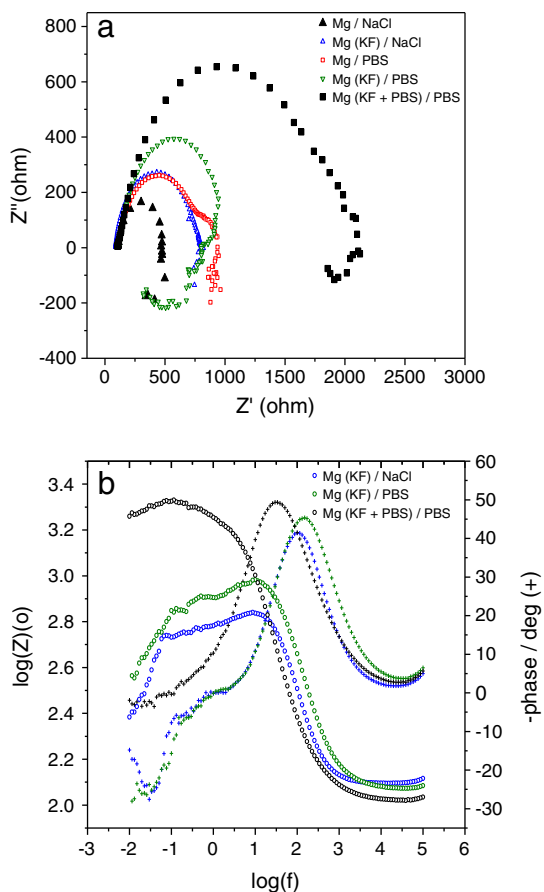 a
Mg / NaCl
Mg (KF) / NaCl
Mg / PBS
Mg (KF) / PBS
Mg (KF + PBS) / PBS
800
600
400
200
0
-200
-400
Z''(ohm)
0 500 1000 1500 2000 2500 3000
Z' (ohm)
b
Mg (KF) / NaCl
Mg (KF) / PBS
Mg (KF + PBS) / PBS
3.4
3.2
3.0
2.8
2.6
2.4
2.2
2.0
log(Z)(o)
60
50
40
30
20
10
0
-10
-20
-30
-phase / deg (+)
-3 -2 -1 0 1 2 3 4 5 6
log(f)